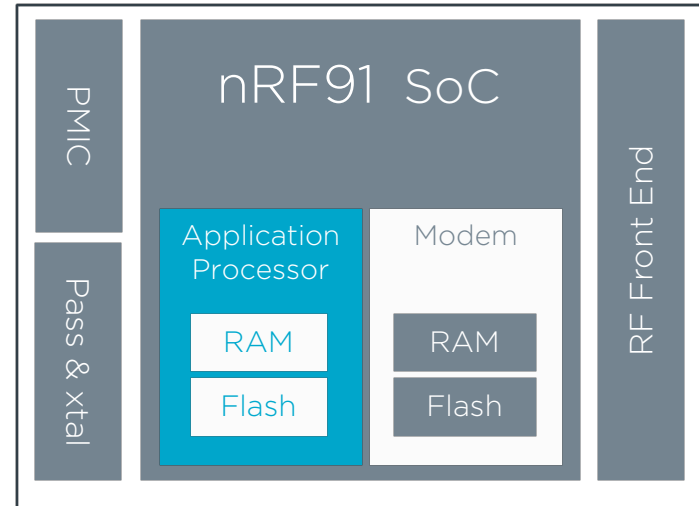 PMIC
Pass & xtal
nRF91 SoC
Application
Processor
RAM
Flash
Modem
RAM
Flash
RF Front End